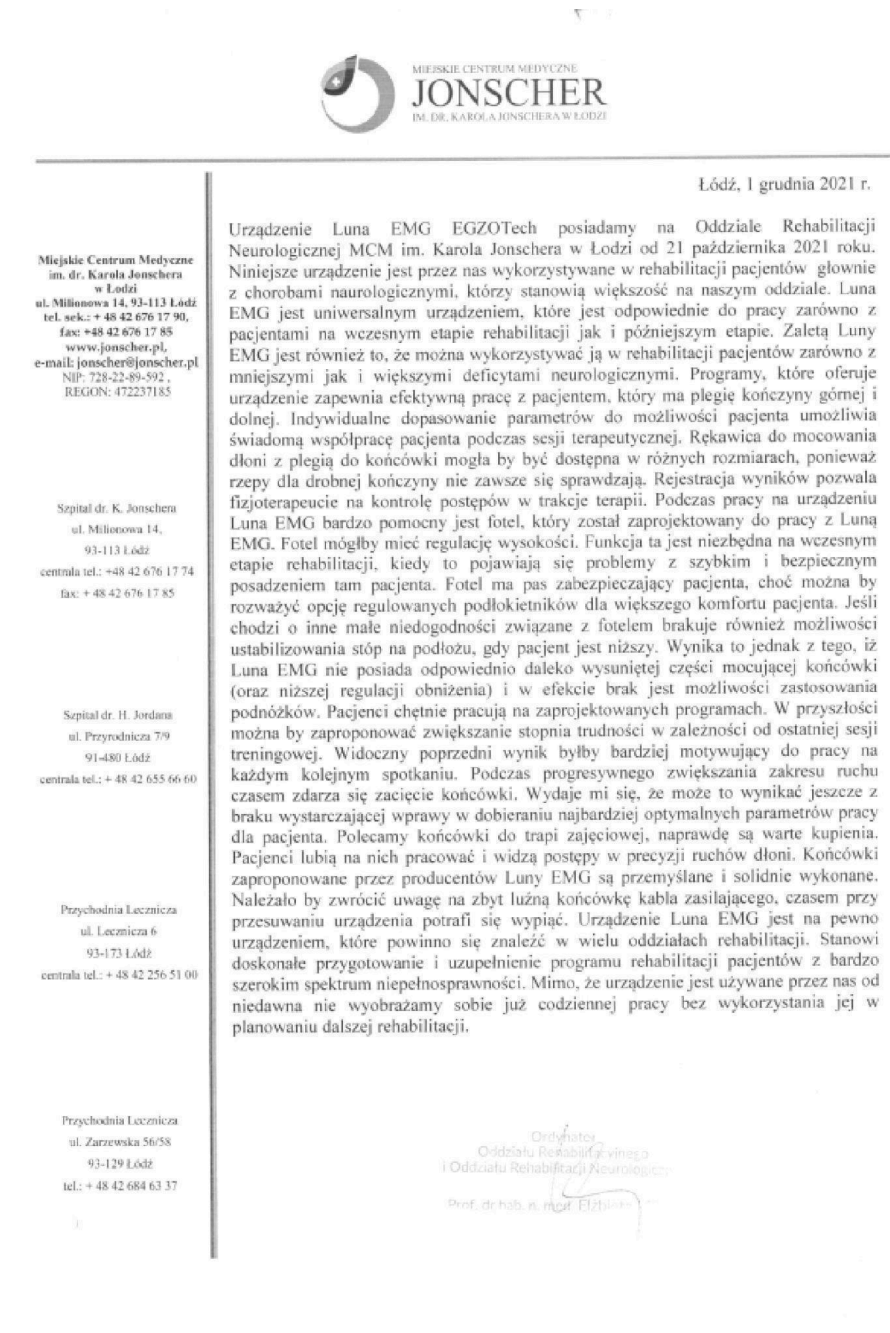 MIEJSKIE CENTRUM MEDYCZNE
JONSCHER
IM. DR. KAROLA JONSCHERA W ŁODZI
Łódź, 1 grudnia 2021 r.
Miejskie Centrum Medyczne
im. dr. Karola Jonschera
w Łodzi
ul. Milionowa 14, 93-113 Łódź
tel. sek.: + 48 42 676 17 90,
fax: +48 42 676 17 85
www.jonscher.pl,
e-mail: jonscher@jonscher.pl
NIP: 728-22-89-592 ,
REGON: 472237185
Szpital dr. K. Jonschera
ul. Milionowa 14,
93-113 Łódź
centrala tel.: +48 42 676 17 74
fax: + 48 42 676 17 85
Szpital dr. H. Jordana
ul. Przyrodnicza 7/9
91-480 Łódź
centrala tel.: + 48 42 655 66 60
Przychodnia Lecznicza
ul. Lecznicza 6
93-173 Łódź
centrala tel.: + 48 42 256 51 00
Przychodnia Lecznicza
ul. Zarzewska 56/58
93-129 Łódź
tel.: + 48 42 684 63 37
Urządzenie Luna EMG EGZOTech posiadamy na Oddziale Rehabilitacji
Neurologicznej MCM im. Karola Jonschera w Łodzi od 21 października 2021 roku.
Niniejsze urządzenie jest przez nas wykorzystywane w rehabilitacji pacjentów głownie
z chorobami naurologicznymi, którzy stanowią większość na naszym oddziale. Luna
EMG jest uniwersalnym urządzeniem, które jest odpowiednie do pracy zarówno z
pacjentami na wczesnym etapie rehabilitacji jak i późniejszym etapie. Zaletą Luny
EMG jest również to, że można wykorzystywać ją w rehabilitacji pacjentów zarówno z
mniejszymi jak i większymi deficytami neurologicznymi. Programy, które oferuje
urządzenie zapewnia efektywną pracę z pacjentem, który ma plegię kończyny górnej i
dolnej. Indywidualne dopasowanie parametrów do możliwości pacjenta umożliwia
świadomą współpracę pacjenta podczas sesji terapeutycznej. Rękawica do mocowania
dłoni z plegią do końcówki mogła by być dostępna w różnych rozmiarach, ponieważ
rzepy dla drobnej kończyny nie zawsze się sprawdzają. Rejestracja wyników pozwala
fizjoterapeucie na kontrolę postępów w trakcje terapii. Podczas pracy na urządzeniu
Luna EMG bardzo pomocny jest fotel, który został zaprojektowany do pracy z Luną
EMG. Fotel mógłby mieć regulację wysokości. Funkcja ta jest niezbędna na wczesnym
etapie rehabilitacji, kiedy to pojawiają się problemy z szybkim i bezpiecznym
posadzeniem tam pacjenta. Fotel ma pas zabezpieczający pacjenta, choć można by
rozważyć opcję regulowanych podłokietników dla większego komfortu pacjenta. Jeśli
chodzi o inne małe niedogodności związane z fotelem brakuje również możliwości
ustabilizowania stóp na podłożu, gdy pacjent jest niższy. Wynika to jednak z tego, iż
Luna EMG nie posiada odpowiednio daleko wysuniętej części mocującej końcówki
(oraz niższej regulacji obniżenia) i w efekcie brak jest możliwości zastosowania
podnóżków. Pacjenci chętnie pracują na zaprojektowanych programach. W przyszłości
można by zaproponować zwiększanie stopnia trudności w zależności od ostatniej sesji
treningowej. Widoczny poprzedni wynik byłby bardziej motywujący do pracy na
każdym kolejnym spotkaniu. Podczas progresywnego zwiększania zakresu ruchu
czasem zdarza się zacięcie końcówki. Wydaje mi się, że może to wynikać jeszcze z
braku wystarczającej wprawy w dobieraniu najbardziej optymalnych parametrów pracy
dla pacjenta. Polecamy końcówki do trapi zajęciowej, naprawdę są warte kupienia.
Pacjenci lubią na nich pracować i widzą postępy w precyzji ruchów dłoni. Końcówki
zaproponowane przez producentów Luny EMG są przemyślane i solidnie wykonane.
Należało by zwrócić uwagę na zbyt luźną końcówkę kabla zasilającego, czasem przy
przesuwaniu urządzenia potrafi się wypiąć. Urządzenie Luna EMG jest na pewno
urządzeniem, które powinno się znaleźć w wielu oddziałach rehabilitacji. Stanowi
doskonałe przygotowanie i uzupełnienie programu rehabilitacji pacjentów z bardzo
szerokim spektrum niepełnosprawności. Mimo, że urządzenie jest używane przez nas od
niedawna nie wyobrażamy sobie już codziennej pracy bez wykorzystania jej w
planowaniu dalszej rehabilitacji.
Ordynator
Oddziału
i Oddziału Rehabilitacji
Prof. dr hab. n. med. Elżbieta